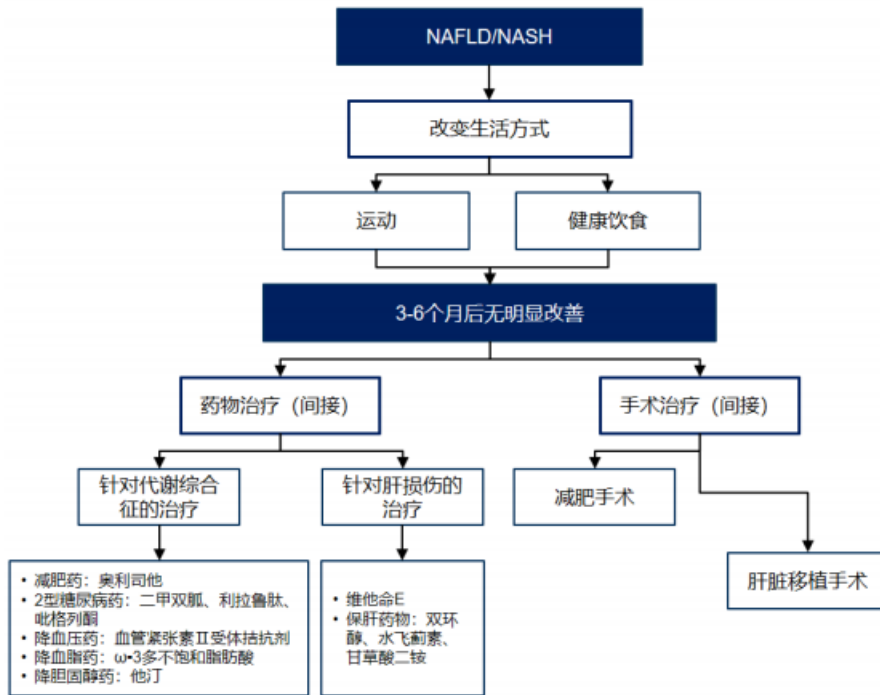 NAFLD/NASH
改变生活方式
运动
健康饮食
3-6个月后无明显改善
药物治疗（间接）
手术治疗（间接）
针对代谢综合
征的治疗
针对肝损伤的
治疗
减肥手术
肝脏移植手术
• 减肥药：奥利司他
• 2型糖尿病药：二甲双胍、利拉鲁肽、
吡格列酮
• 降血压药：血管紧张素Ⅱ受体拮抗剂
• 降血脂药：ω-3多不饱和脂肪酸
• 降胆固醇药：他汀
• 维他命E
• 保肝药物：双环
醇、水飞蓟素、
甘草酸二铵